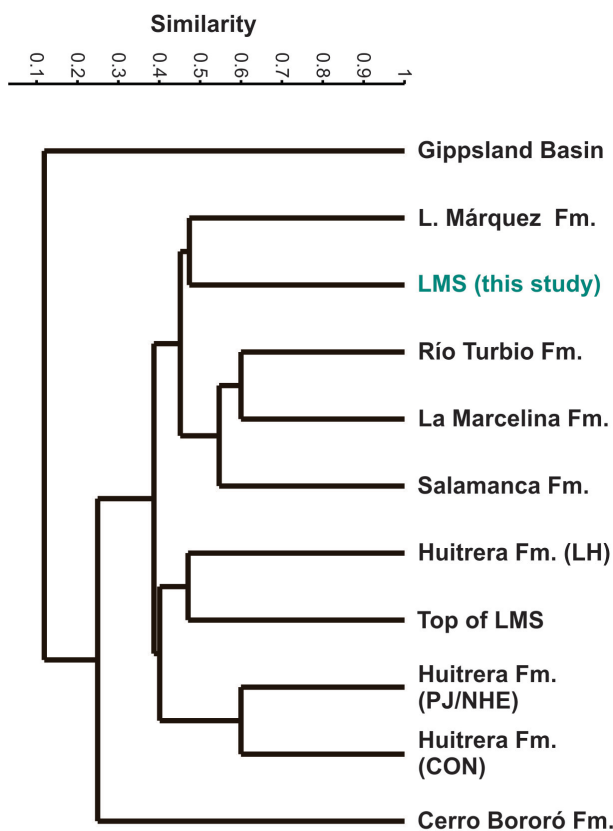 Similarity
0.1 0.2 0.3 0.4 0.5 0.6 0.7 0.8 0.9 1
Gippsland Basin
L. Márquez Fm.
LMS (this study)
Río Turbio Fm.
La Marcelina Fm.
Salamanca Fm.
Huitrera Fm. (LH)
Top of LMS
Huitrera Fm.
(PJ/NHE)
Huitrera Fm.
(CON)
Cerro Bororó Fm.